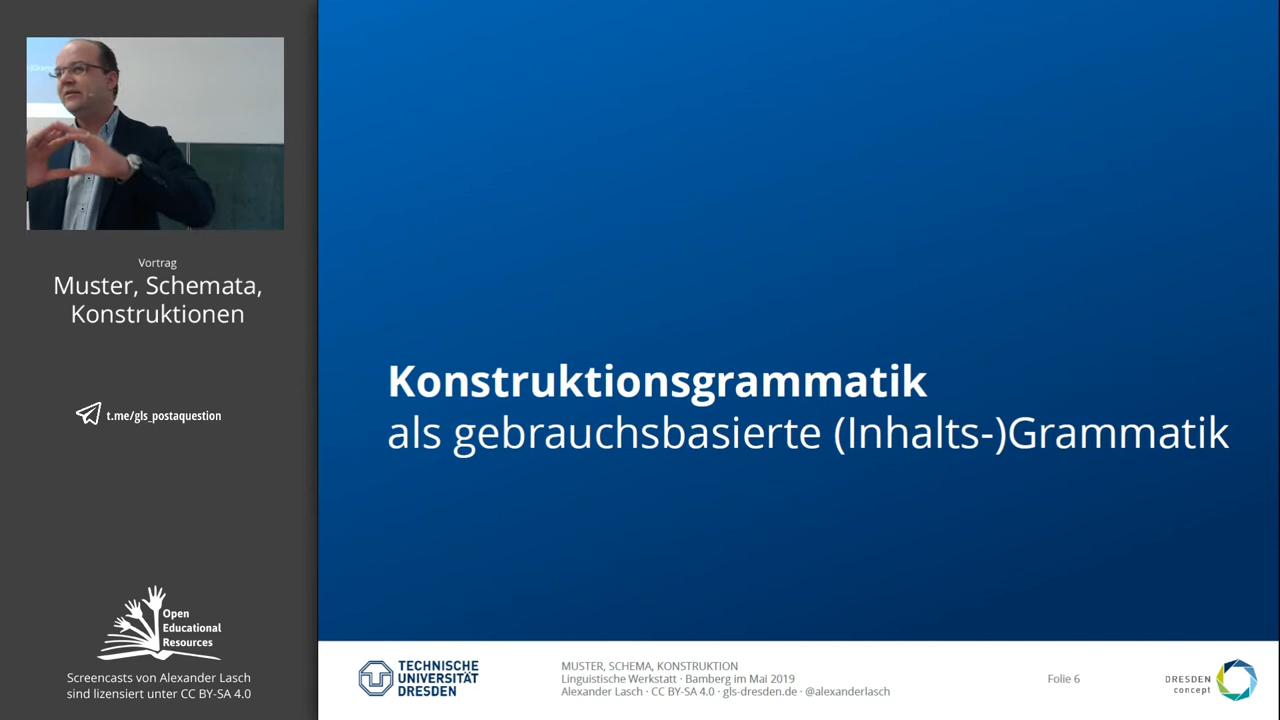 Vortrag
Muster, Schemata,
Konstruktionen
t.me/gls_postaquestion
Open
Educational
Resources
Screencasts von Alexander Lasch
sind lizensiert unter CC BY-SA 4.0
Konstruktionsgrammatik
als gebrauchsbasierte (Inhalts-)Grammatik
TECHNISCHE
UNIVERSITÄT
DRESDEN
MUSTER, SCHEMA, KONSTRUKTION
Linguistische Werkstatt · Bamberg im Mai 2019
Alexander Lasch · CC BY-SA 4.0 · gls-dresden.de · @alexanderlasch
Folie 6
DRESDEN
concept